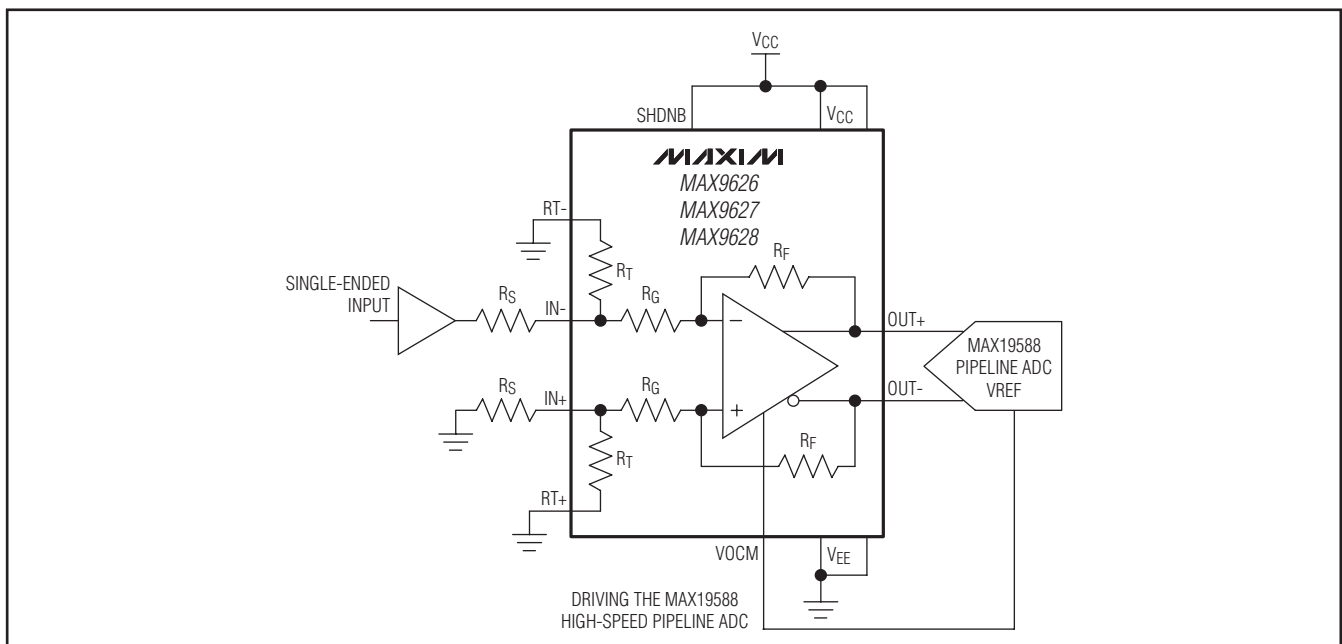 VCC
SHDNB
VCC
MAXIM
MAX9626
MAX9627
MAX9628
RT-
RT
RF
SINGLE-ENDED
INPUT
RS
IN-
RG
−
OUT+
MAX19588
PIPELINE ADC
VREF
OUT-
RS
IN+
RG
+
RF
RT
RT+
VOCM
VEE
DRIVING THE MAX19588
HIGH-SPEED PIPELINE ADC